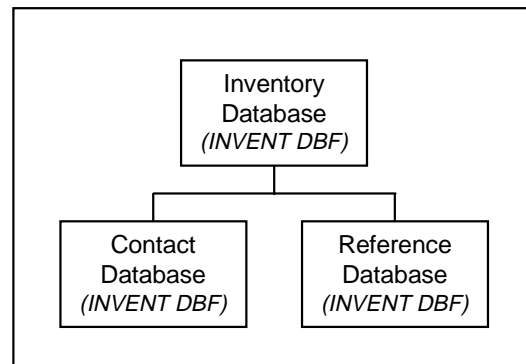 Inventory
Database
(INVENT DBF)
Contact
Database
(INVENT DBF)
Reference
Database
(INVENT DBF)